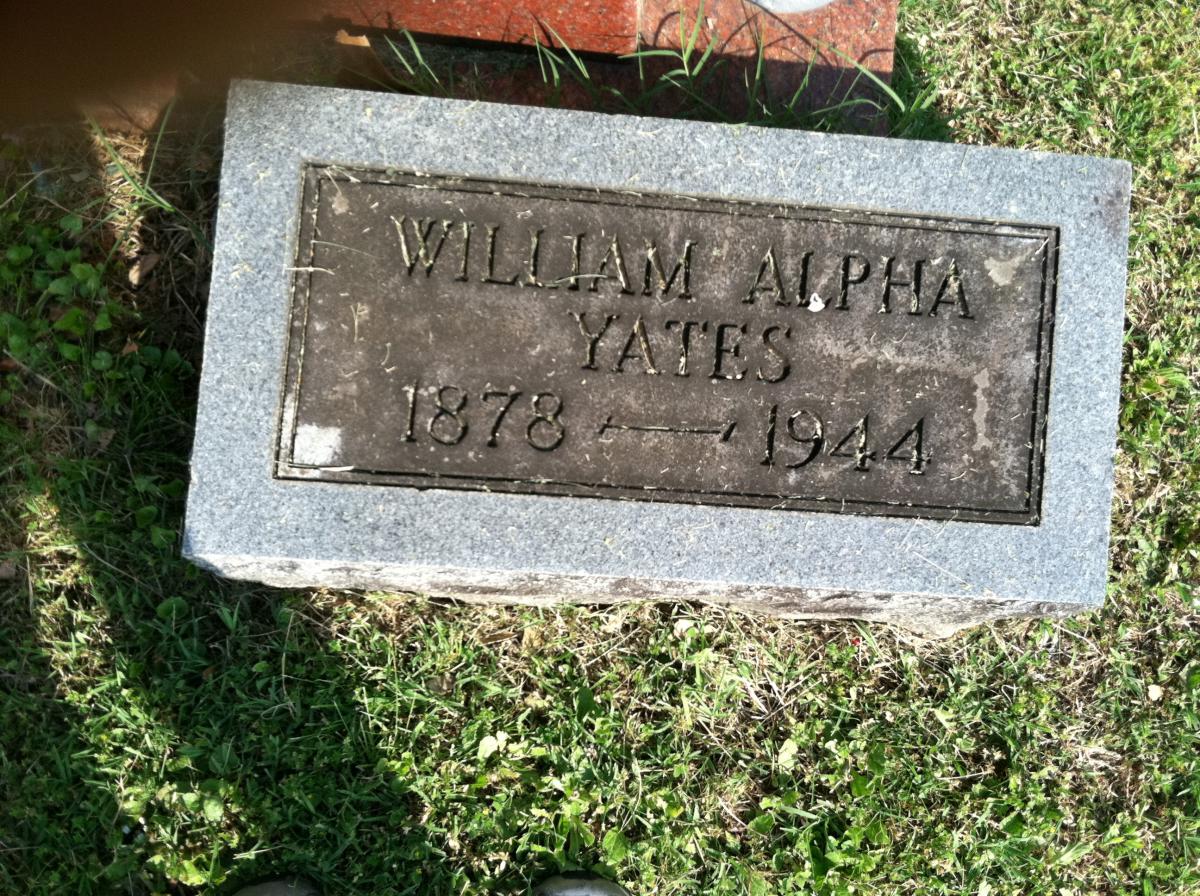 WILLIAM ALPHA
YATES
1878 — 1944